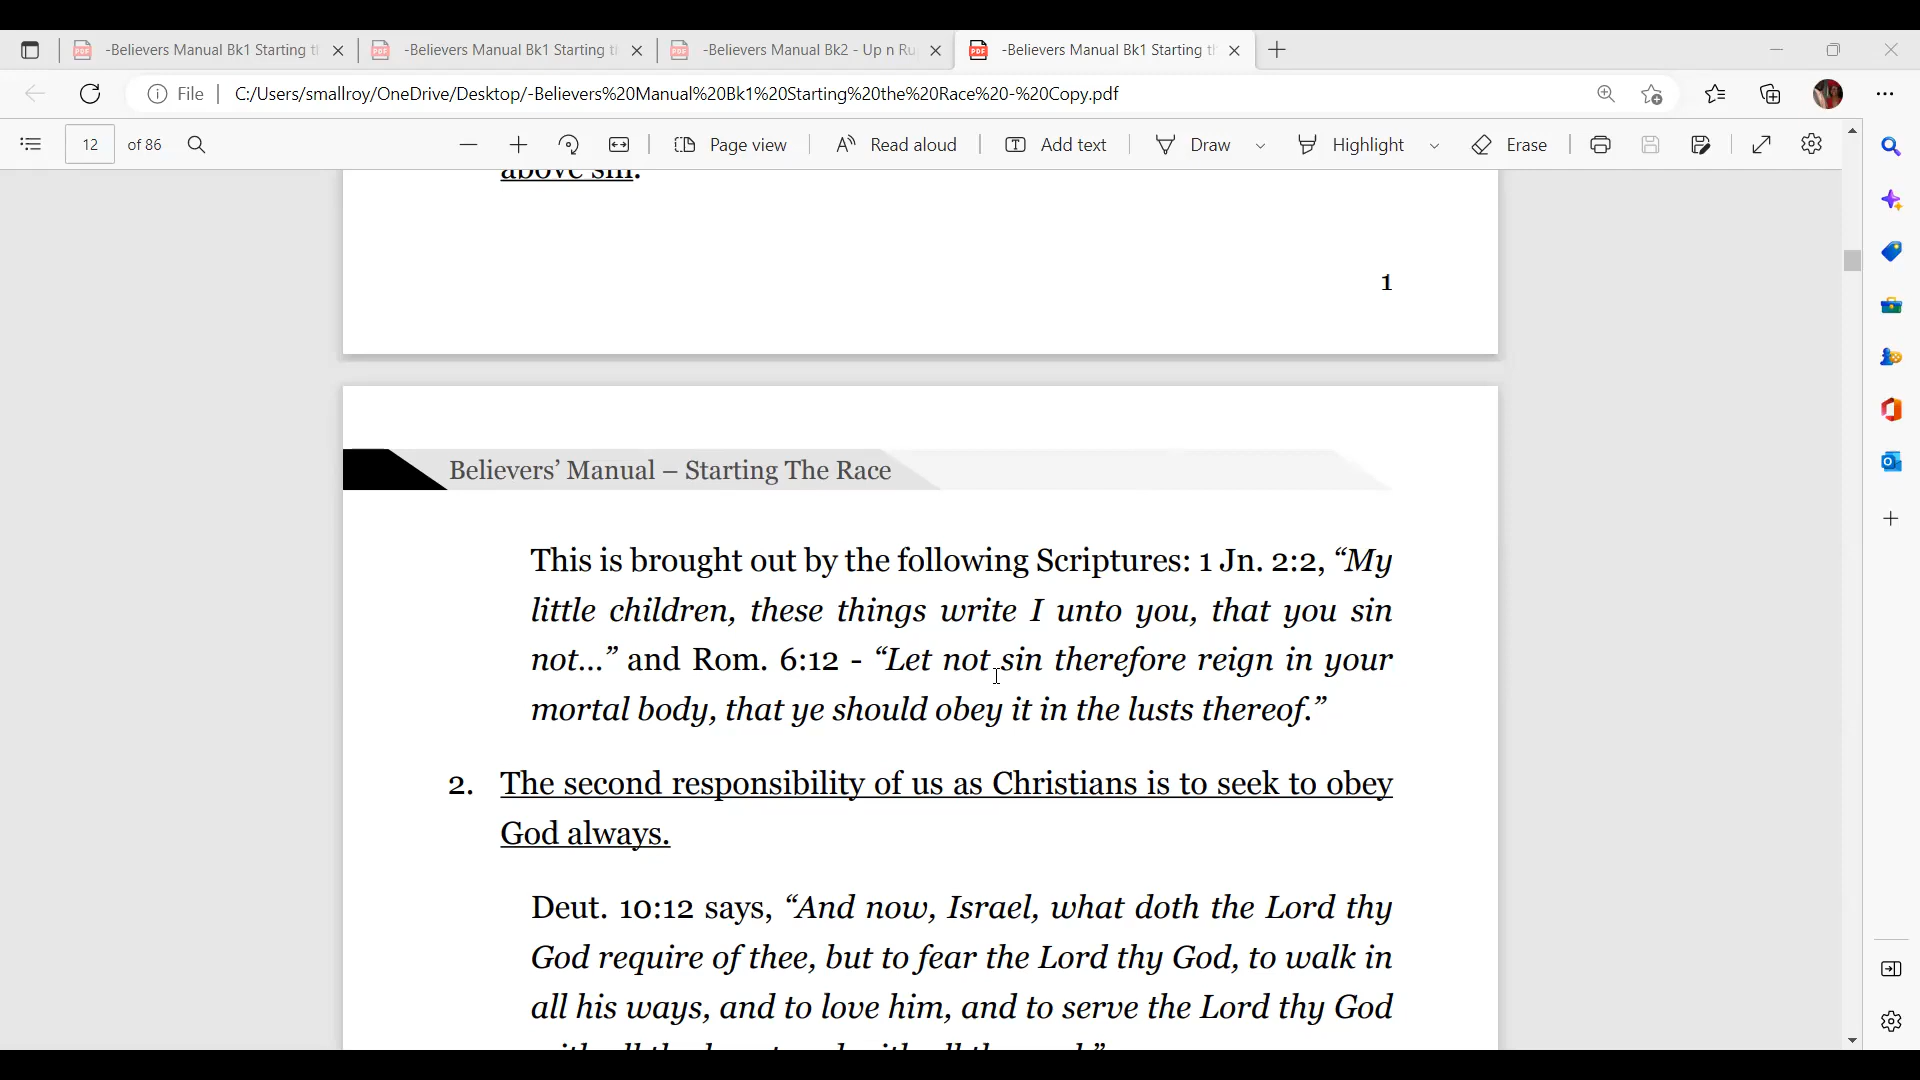 -Believers Manual Bk1 Starting t
-Believers Manual Bk1 Starting t
-Believers Manual Bk2 - Up n Ru
-Believers Manual Bk1 Starting t
File
C:/Users/smallroy/OneDrive/Desktop/-Believers%20Manual%20Bk1%20Starting%20the%20Race%20-%20Copy.pdf
12 of 86
Page view
Read aloud
Add text
Draw
Highlight
Erase
above sin.
1
Believers’ Manual – Starting The Race
This is brought out by the following Scriptures: 1 Jn. 2:2, “My
little children, these things write I unto you, that you sin
not…” and Rom. 6:12 - “Let not sin therefore reign in your
mortal body, that ye should obey it in the lusts thereof.”
2. The second responsibility of us as Christians is to seek to obey
God always.
Deut. 10:12 says, “And now, Israel, what doth the Lord thy
God require of thee, but to fear the Lord thy God, to walk in
all his ways, and to love him, and to serve the Lord thy God